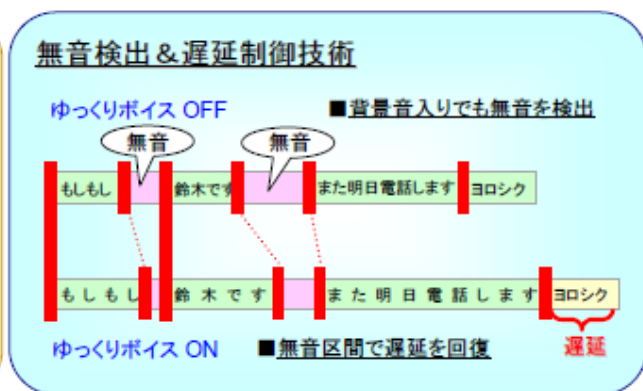 無音検出＆遅延制御技術
ゆっくりボイス OFF
■背景音入りでも無音を検出
無音
無音
もしもし
鈴木です
また明日電話します
ヨロシク
もしもし
鈴木です
また明日電話します
ヨロシク
ゆっくりボイス ON
■無音区間で遅延を回復
遅延